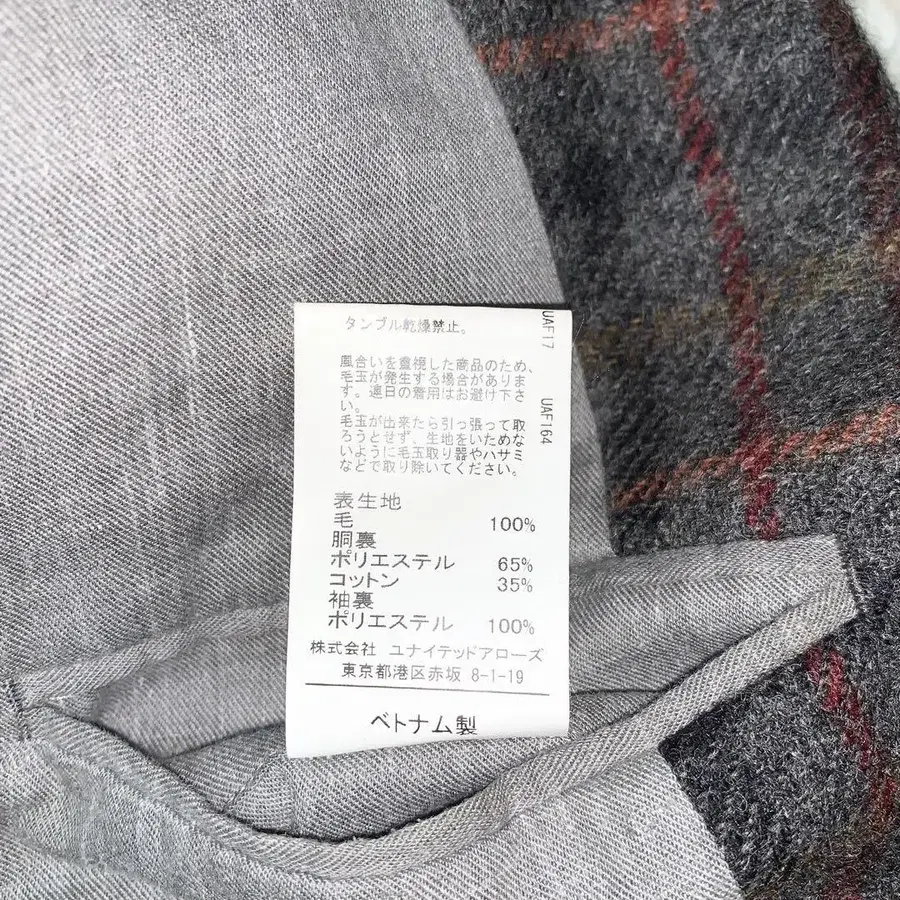 タンブル乾燥禁止。
風合いを重視した商品のため、
毛玉が発生する場合がありま
す。連日の着用はお避け下さ
い。
毛玉が出来たら引っ張って取
ろうとせず、生地をいためな
いように毛玉取り器やハサミ
などで取り除いてください。
表生地
毛 100%
胴裏
ポリエステル 65%
コットン 35%
袖裏
ポリエステル 100%
株式会社 ユナイテッドアローズ
東京都港区赤坂 8-1-19
ベトナム製
UAF17
UAF164